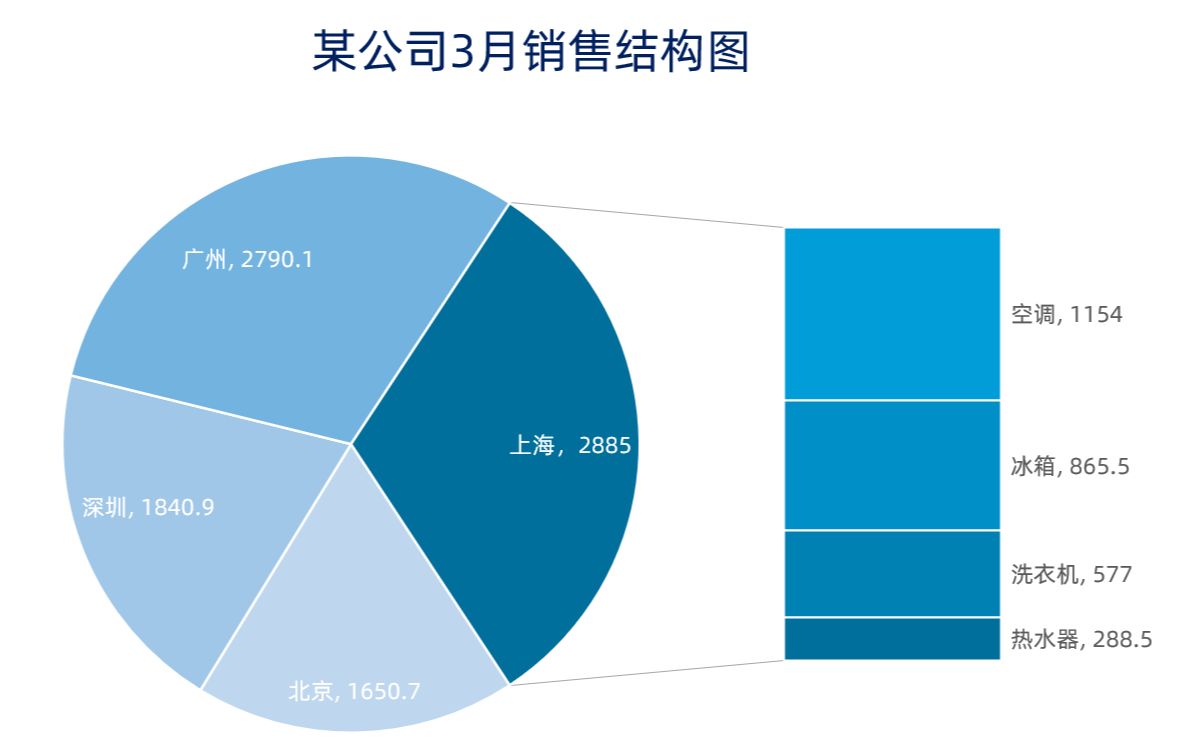 某公司3月销售结构图
广州, 2790.1
上海，2885
深圳, 1840.9
北京, 1650.7
空调, 1154
冰箱, 865.5
洗衣机, 577
热水器, 288.5